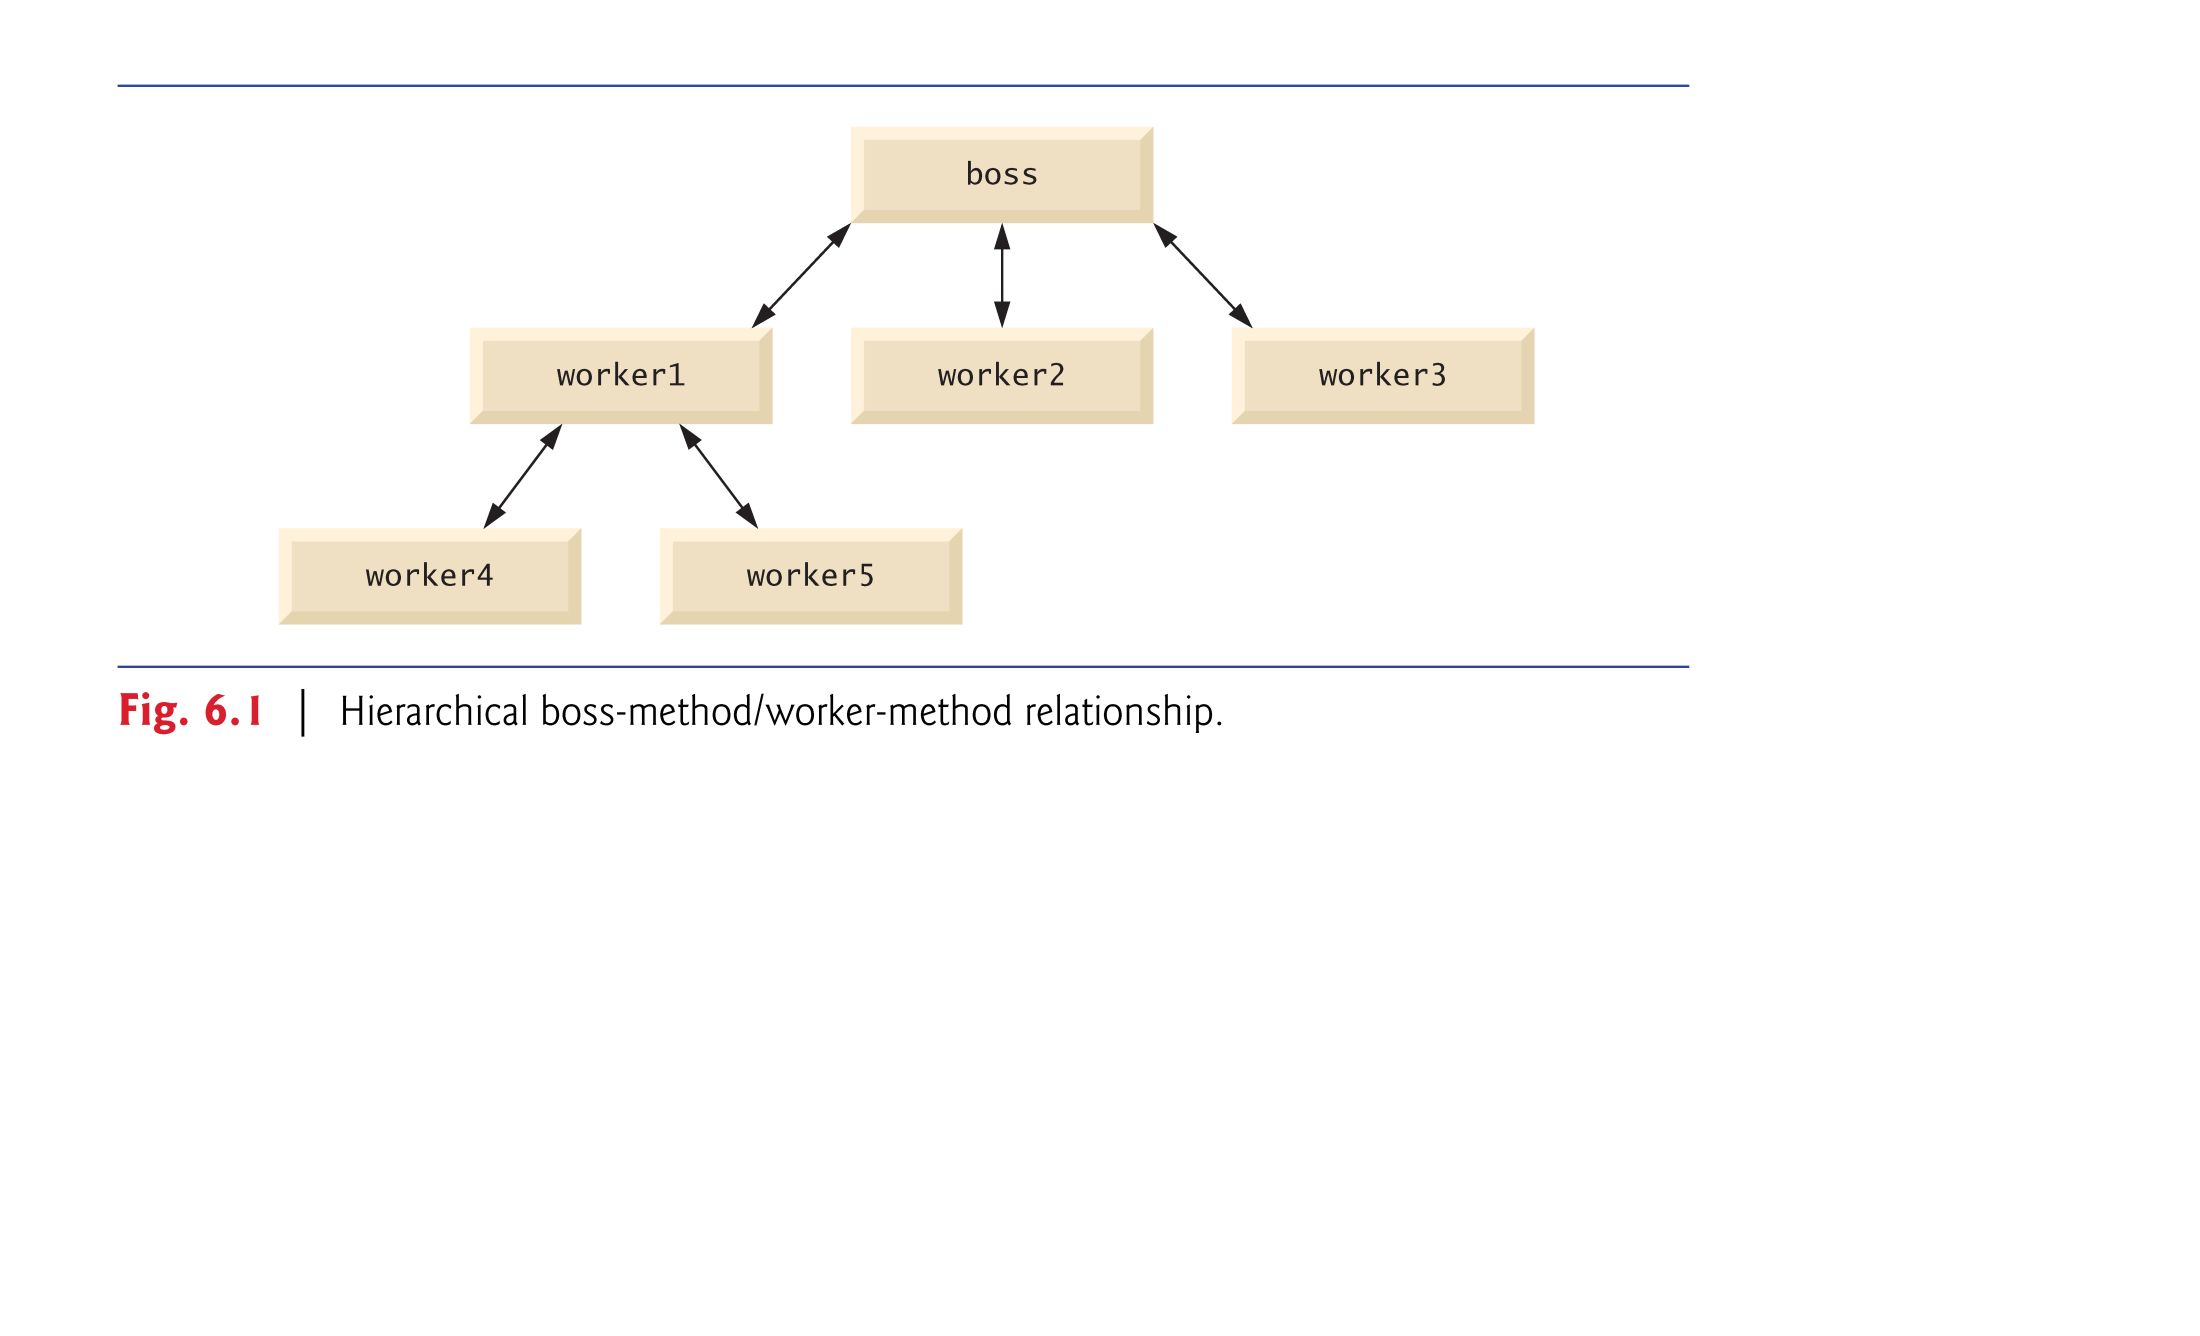 boss
worker1 worker2 worker3
worker4 worker5
Fig. 6.1 | Hierarchical boss-method/worker-method relationship.